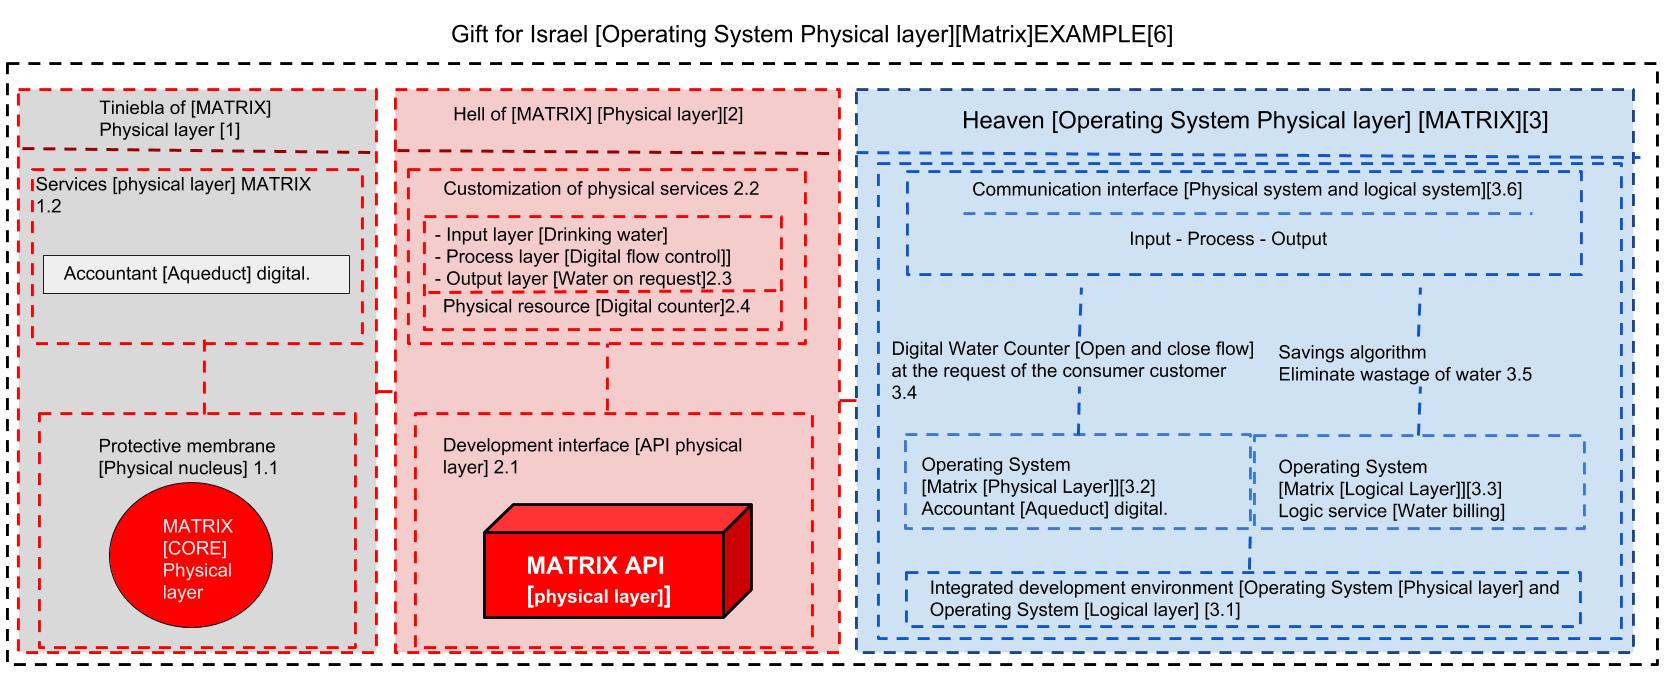 Gift for Israel [Operating System Physical layer][Matrix]EXAMPLE[6]
Tiniebla of [MATRIX]
Physical layer [1]
Services [physical layer] MATRIX
1.2
Accountant [Aqueduct] digital.
Protective membrane
[Physical nucleus] 1.1
MATRIX
[CORE]
Physical
layer
Hell of [MATRIX] [Physical layer][2]
Customization of physical services 2.2
- Input layer [Drinking water]
- Process layer [Digital flow control]]
- Output layer [Water on request]2.3
Physical resource [Digital counter]2.4
Development interface [API physical
layer] 2.1
MATRIX API
[physical layer]]
Heaven [Operating System Physical layer] [MATRIX][3]
Communication interface [Physical system and logical system][3.6]
Input - Process - Output
Digital Water Counter [Open and close flow]
at the request of the consumer customer
3.4
Savings algorithm
Eliminate wastage of water 3.5
Operating System
[Matrix [Physical Layer]][3.2]
Accountant [Aqueduct] digital.
Operating System
[Matrix [Logical Layer]][3.3]
Logic service [Water billing]
Integrated development environment [Operating System [Physical layer] and
Operating System [Logical layer] [3.1]